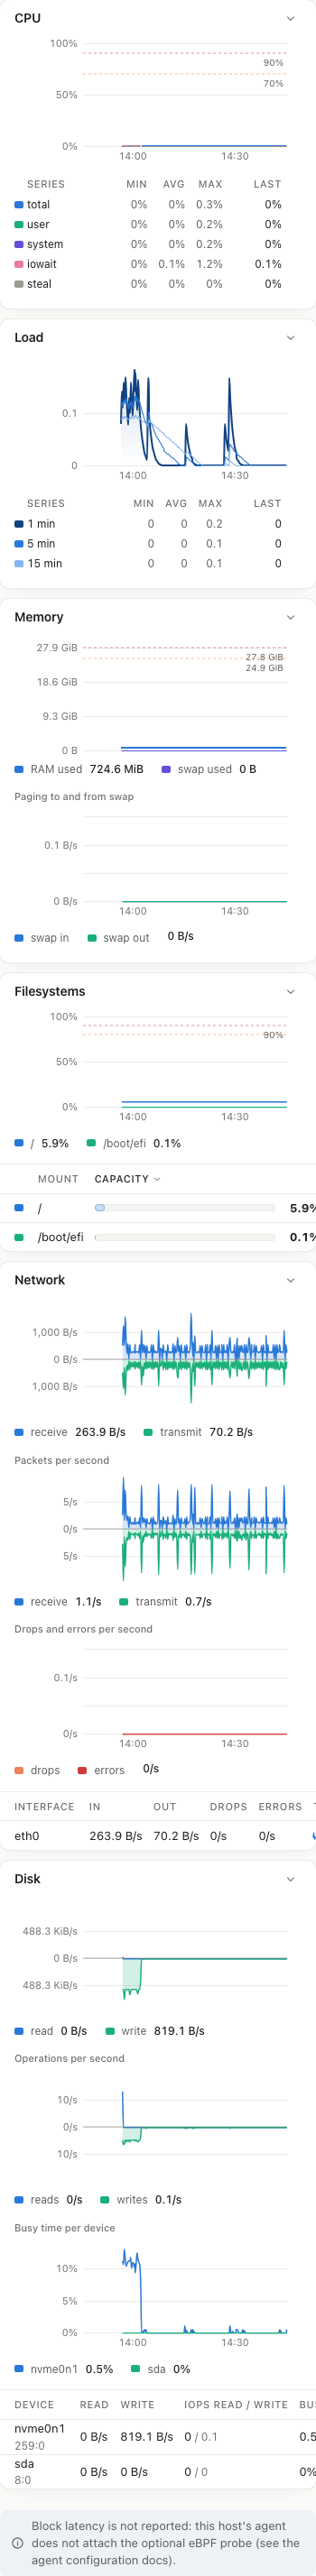 CPU
100%
90%
70%
50%
0%
14:00 14:30
SERIES MIN AVG MAX LAST
total 0% 0% 0.3% 0%
user 0% 0% 0.2% 0%
system 0% 0% 0.2% 0%
iowait 0% 0.1% 1.2% 0.1%
steal 0% 0% 0% 0%
Load
0.1
0
14:00 14:30
SERIES MIN AVG MAX LAST
1 min 0 0 0.2 0
5 min 0 0 0.1 0
15 min 0 0 0.1 0
Memory
27.9 GiB
27.8 GiB
24.9 GiB
18.6 GiB
9.3 GiB
0 B
RAM used 724.6 MiB swap used 0 B
Paging to and from swap
0.1 B/s
0 B/s
14:00 14:30
swap in swap out 0 B/s
Filesystems
100%
90%
50%
0%
14:00 14:30
/ 5.9% /boot/efi 0.1%
MOUNT CAPACITY
/ 5.9%
/boot/efi 0.1%
Network
1,000 B/s
0 B/s
1,000 B/s
receive 263.9 B/s transmit 70.2 B/s
Packets per second
5/s
0/s
5/s
receive 1.1/s transmit 0.7/s
Drops and errors per second
0.1/s
0/s
14:00 14:30
drops errors 0/s
INTERFACE IN OUT DROPS ERRORS
eth0 263.9 B/s 70.2 B/s 0/s 0/s
Disk
488.3 KiB/s
0 B/s
488.3 KiB/s
read 0 B/s write 819.1 B/s
Operations per second
10/s
0/s
10/s
reads 0/s writes 0.1/s
Busy time per device
10%
5%
0%
14:00 14:30
nvme0n1 0.5% sda 0%
DEVICE READ WRITE IOPS READ / WRITE BU
nvme0n1 0 B/s 819.1 B/s 0 / 0.1 0.5
259:0
sda 0 B/s 0 B/s 0 / 0 0%
8:0
Block latency is not reported: this host's agent
does not attach the optional eBPF probe (see the
agent configuration docs).